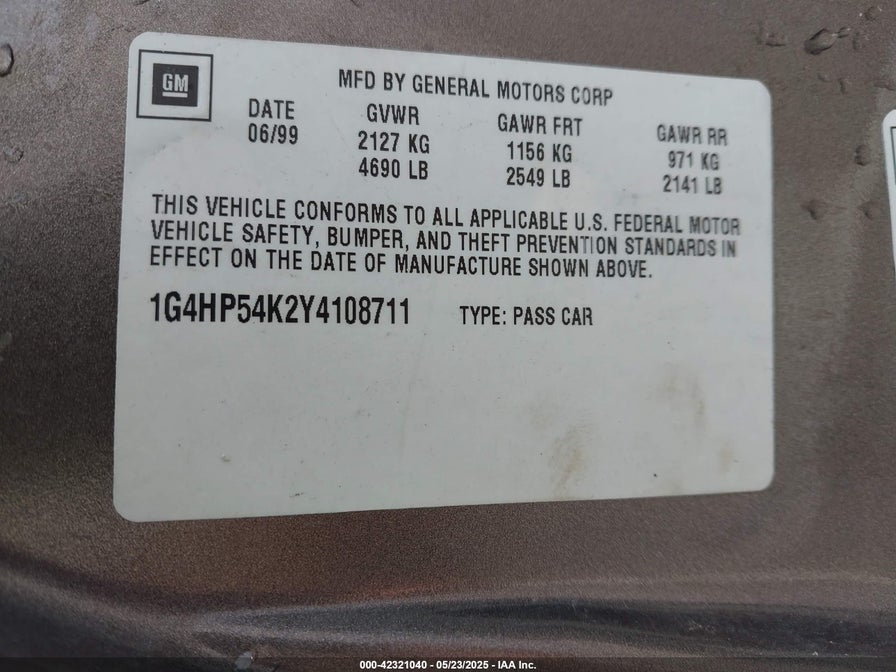 GM
MFD BY GENERAL MOTORS CORP
DATE GVWR GAWR FRT GAWR RR
06/99 2127 KG 1156 KG 971 KG
4690 LB 2549 LB 2141 LB
THIS VEHICLE CONFORMS TO ALL APPLICABLE U.S. FEDERAL MOTOR
VEHICLE SAFETY, BUMPER, AND THEFT PREVENTION STANDARDS IN
EFFECT ON THE DATE OF MANUFACTURE SHOWN ABOVE.
1G4HP54K2Y4108711 TYPE: PASS CAR
000-42321040 - 05/23/2025 - IAA Inc.